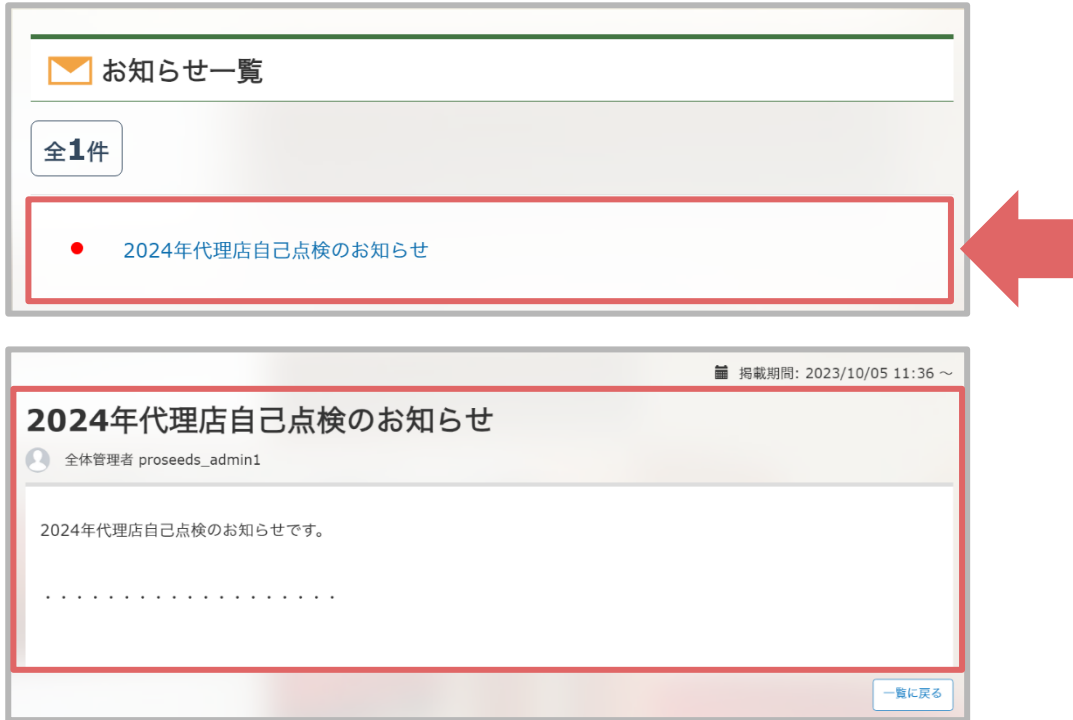 お知らせ一覧
全1件
2024年代理店自己点検のお知らせ
掲載期間: 2023/10/05 11:36 ～
2024年代理店自己点検のお知らせ
全体管理者 proseeds_admin1
2024年代理店自己点検のお知らせです。
・・・・・・・・・・・・・・・・・・・
一覧に戻る